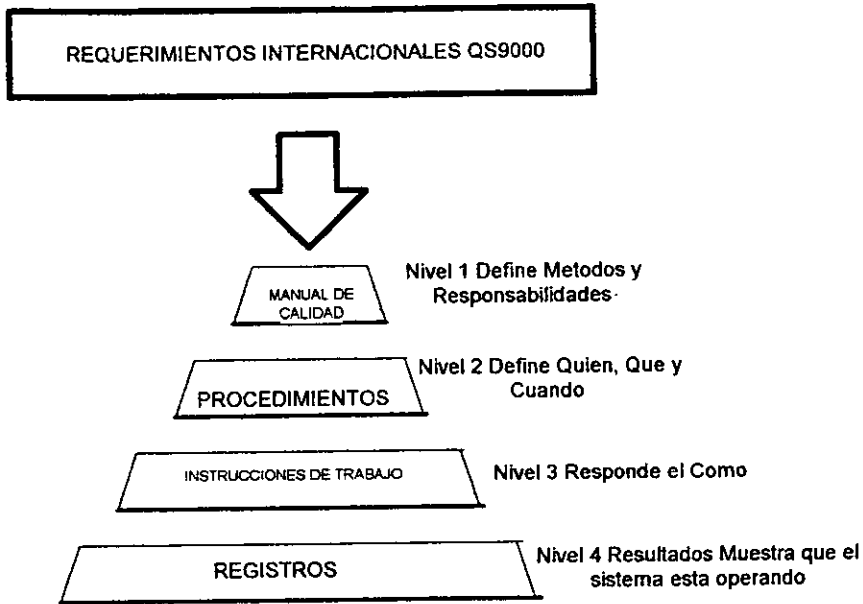 REQUERIMIENTOS INTERNACIONALES QS9000
MANUAL DE
CALIDAD
Nivel 1 Define Metodos y
Responsabilidades
PROCEDIMIENTOS
Nivel 2 Define Quien, Que y
Cuando
INSTRUCCIONES DE TRABAJO
Nivel 3 Responde el Como
REGISTROS
Nivel 4 Resultados Muestra que el
sistema esta operando